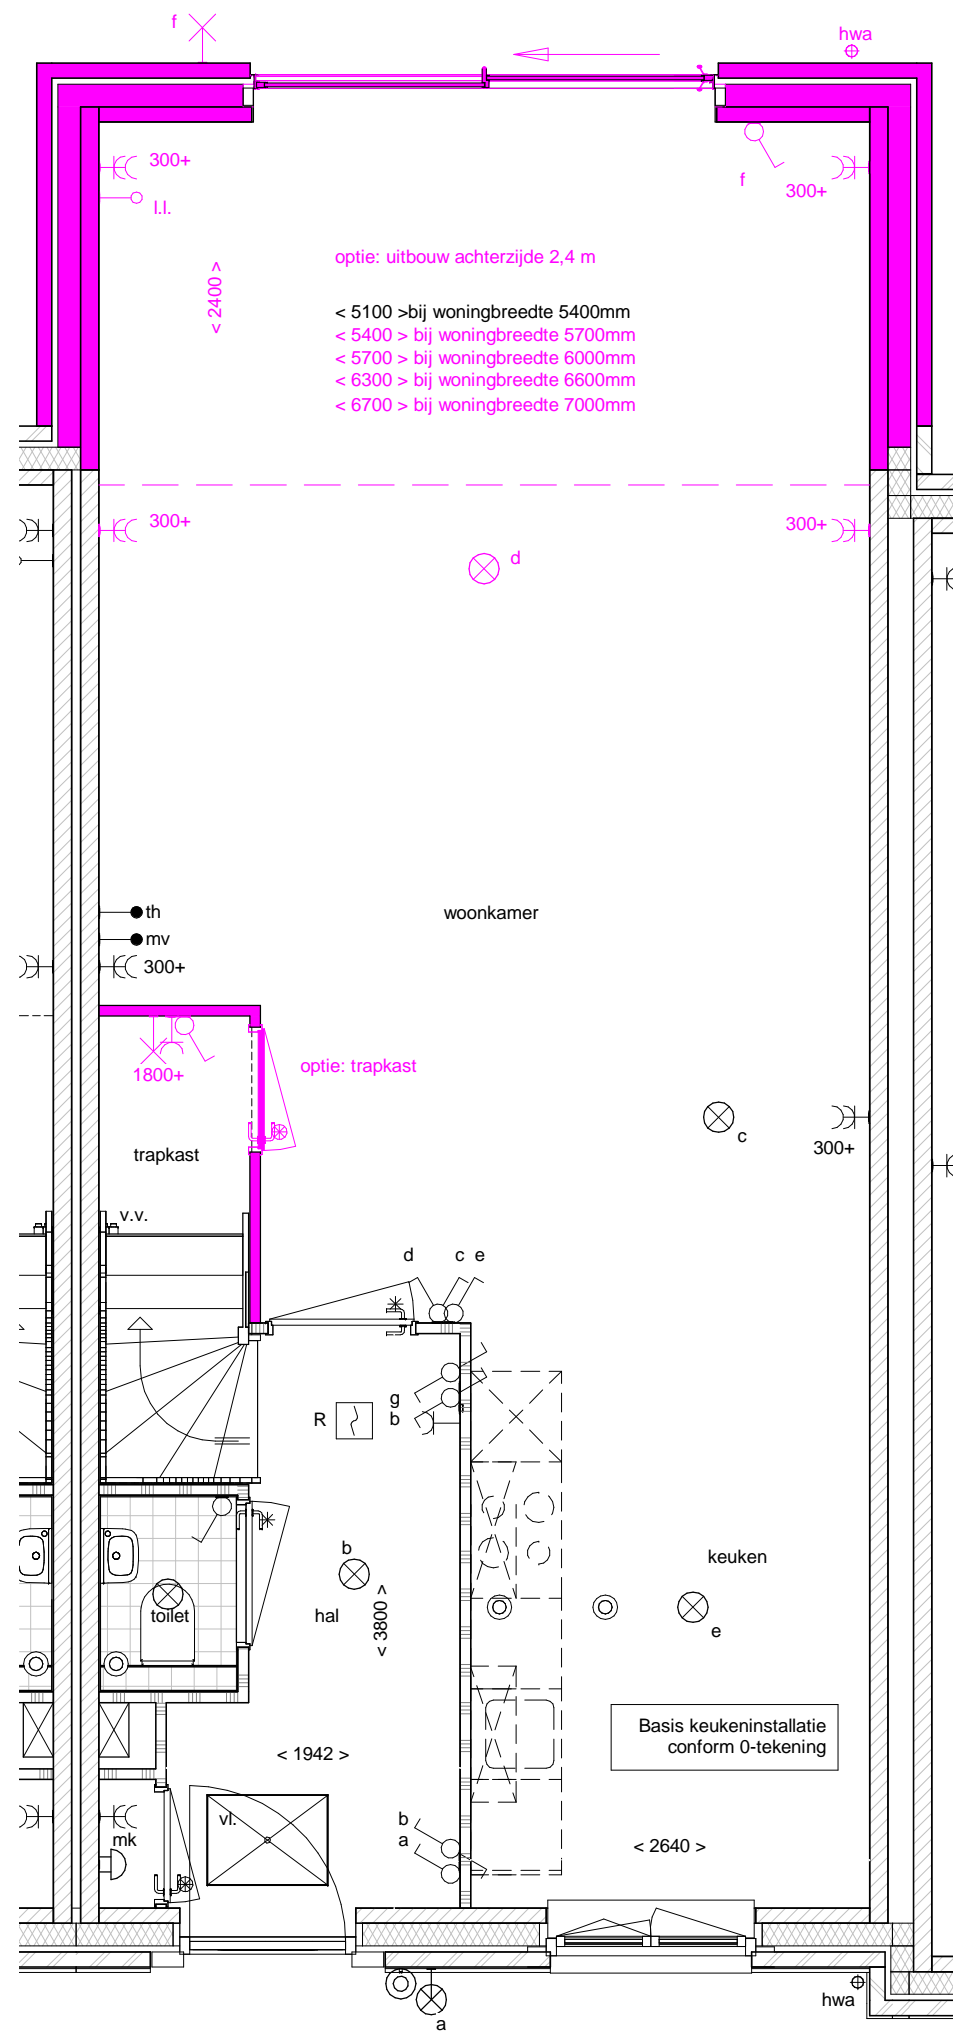 f
hwa
300+
l.l.
f
300+
optie: uitbouw achterzijde 2,4 m
< 2400 >
< 5100 >bij woningbreedte 5400mm
< 5400 > bij woningbreedte 5700mm
< 5700 > bij woningbreedte 6000mm
< 6300 > bij woningbreedte 6600mm
< 6700 > bij woningbreedte 7000mm
300+
300+
d
th
woonkamer
mv
300+
optie: trapkast
1800+
c
300+
trapkast
v.v.
d c e
g
R b
b
keuken
toilet
hal
< 3800 >
e
Basis keukeninstallatie
conform 0-tekening
< 1942 >
vl.
b
mk
a
< 2640 >
hwa
a